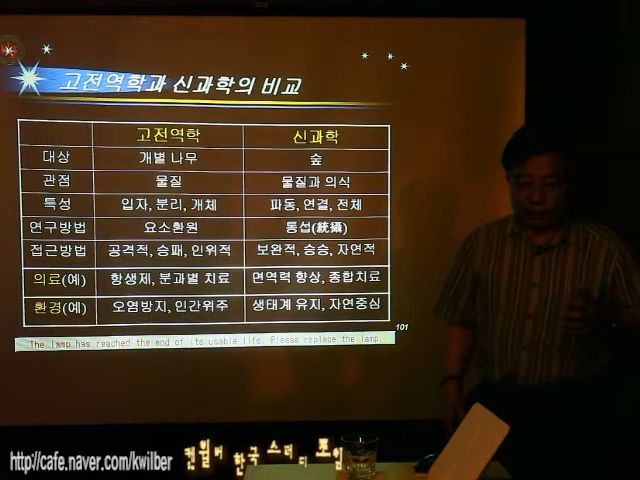 고전역학과 신과학의 비교
고전역학 신과학
대상 개별 나무 숲
관점 물질 물질과 의식
특성 입자, 분리, 개체 파동, 연결, 전체
연구방법 요소환원 통섭(統攝)
접근방법 공격적, 승패, 인위적 보완적, 승승, 자연적
의료(예) 항생제, 분과별 치료 면역력 향상, 종합치료
환경(예) 오염방지, 인간위주 생태계 유지, 자연중심
101
The lamp has reached the end of its usable life. Please replace the lamp.
켄윌버 한국스터디모임
http://cafe.naver.com/kwilber